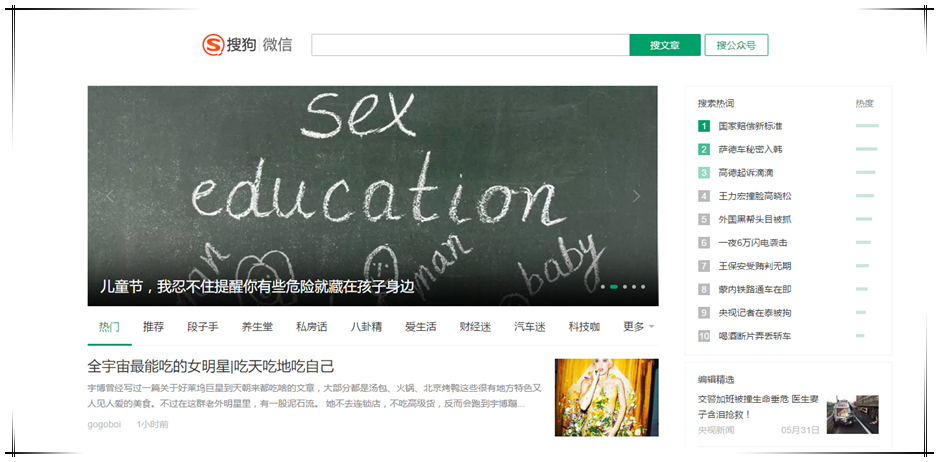 搜狗 微信
搜文章
搜公众号
sex
education
man
man
baby
儿童节，我忍不住提醒你有些危险就藏在孩子身边
热门 推荐 段子手 养生堂 私房话 八卦精 爱生活 财经迷 汽车迷 科技咖 更多
全宇宙最能吃的女明星|吃天吃地吃自己
宇博曾经写过一篇关于好莱坞巨星到天朝来都吃啥的文章，大部分都是汤包、火锅、北京烤鸭这些很有地方特色又
人见人爱的美食。不过在这群老外明星里，有一股泥石流。 她不去连锁店，不吃高级货，反而会跑到宇博蹦...
gogoboi 1小时前
搜索热词 热度
1 国家赔偿新标准
2 萨德车秘密入韩
3 高德起诉滴滴
4 王力宏撞脸高晓松
5 外国黑帮头目被抓
6 一夜6万闪电袭击
7 王保安受贿判无期
8 蒙内铁路通车在即
9 央视记者在泰被拘
10 喝酒断片弄丢轿车
编辑精选
交警加班被撞生命垂危 医生妻
子含泪抢救！
央视新闻 05月31日